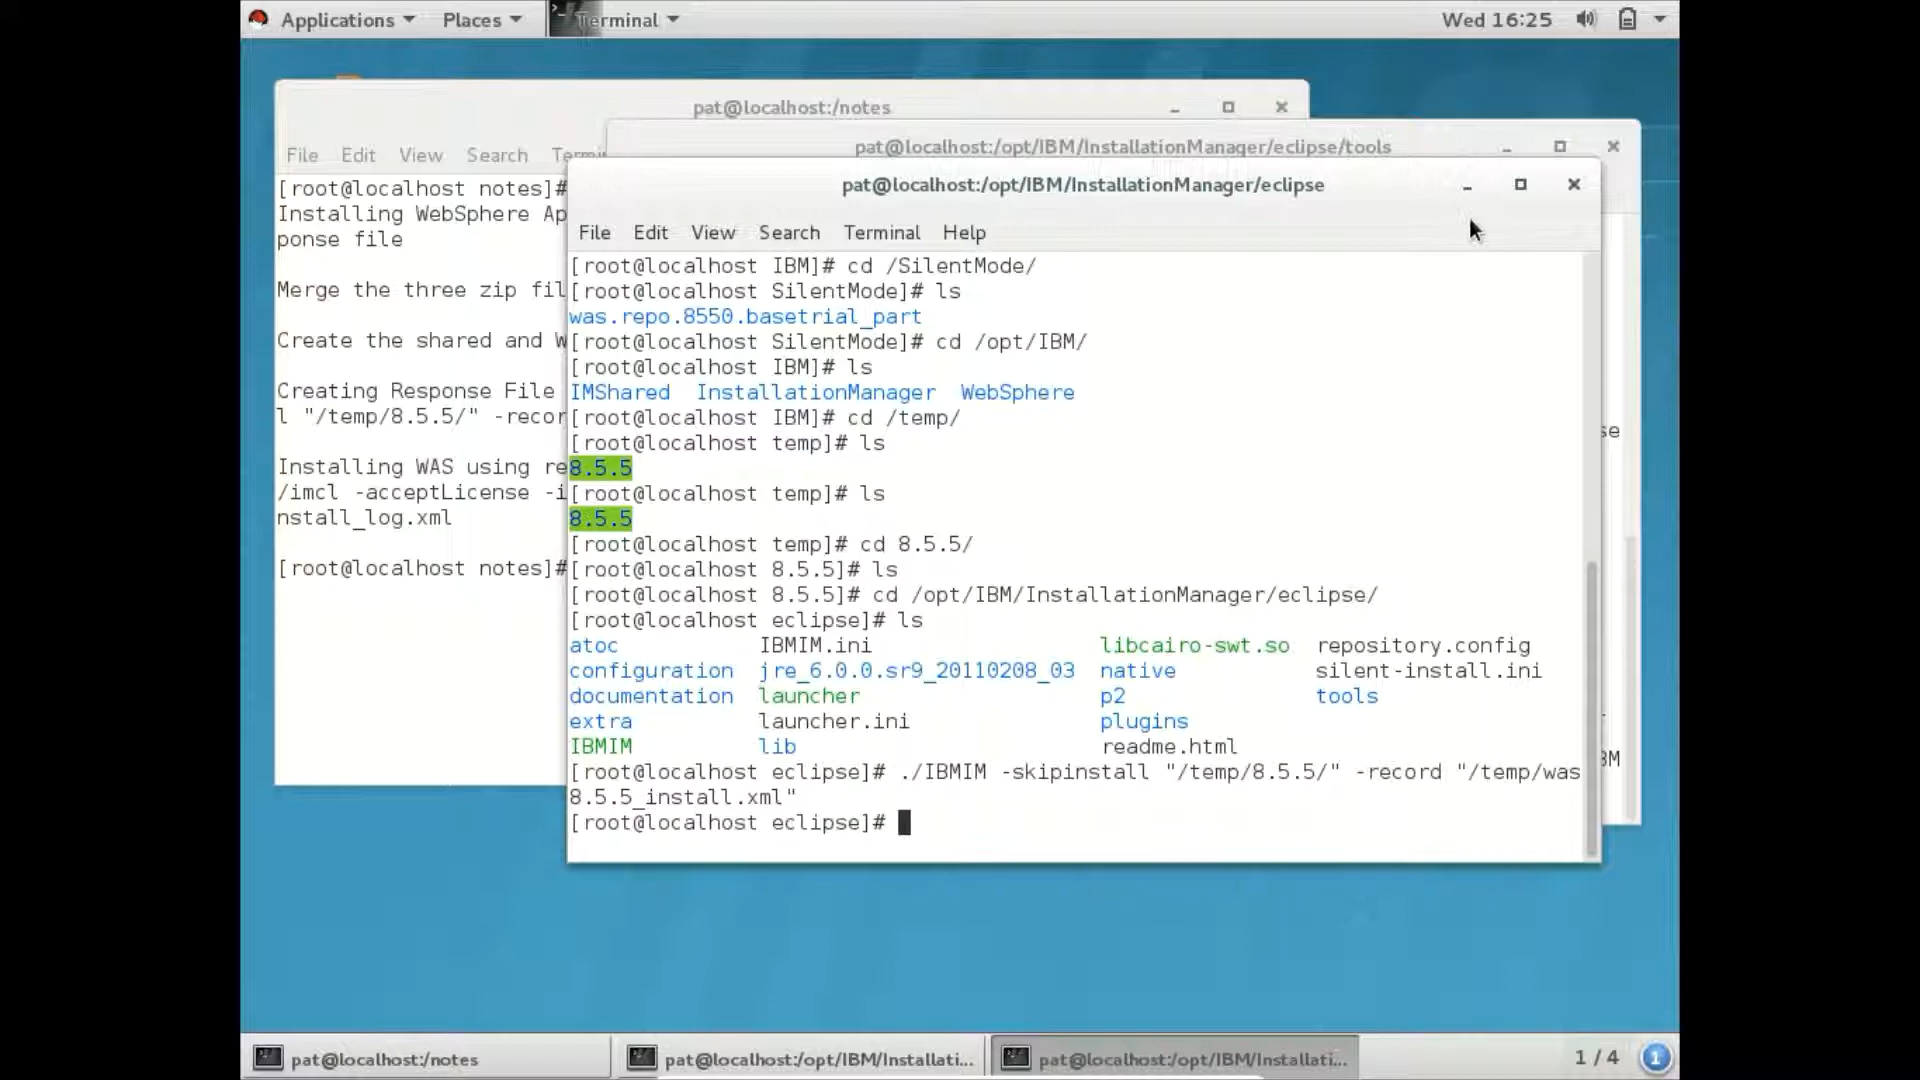 Applications Places Terminal Wed 16:25
pat@localhost:/notes
File Edit View Search
[root@localhost notes]#
Installing WebSphere Ap
ponse file
Merge the three zip fil
Create the shared and W
Creating Response File
l "/temp/8.5.5/" -recor
Installing WAS using re
/imcl -acceptLicense -i
nstall_log.xml
[root@localhost notes]#
pat@localhost:/opt/IBM/InstallationManager/eclipse/tools
se
BM
pat@localhost:/opt/IBM/InstallationManager/eclipse
File Edit View Search Terminal Help
[root@localhost IBM]# cd /SilentMode/
[root@localhost SilentMode]# ls
was.repo.8550.basetrial_part
[root@localhost SilentMode]# cd /opt/IBM/
[root@localhost IBM]# ls
IMShared InstallationManager WebSphere
[root@localhost IBM]# cd /temp/
[root@localhost temp]# ls
8.5.5
[root@localhost temp]# ls
8.5.5
[root@localhost temp]# cd 8.5.5/
[root@localhost 8.5.5]# ls
[root@localhost 8.5.5]# cd /opt/IBM/InstallationManager/eclipse/
[root@localhost eclipse]# ls
atoc IBMIM.ini libcairo-swt.so repository.config
configuration jre_6.0.0.sr9_20110208_03 native silent-install.ini
documentation launcher p2 tools
extra launcher.ini plugins
IBMIM lib readme.html
[root@localhost eclipse]# ./IBMIM -skipinstall "/temp/8.5.5/" -record "/temp/was
8.5.5_install.xml"
[root@localhost eclipse]#
pat@localhost:/notes pat@localhost:/opt/IBM/Installati... pat@localhost:/opt/IBM/Installati... 1 / 4 1